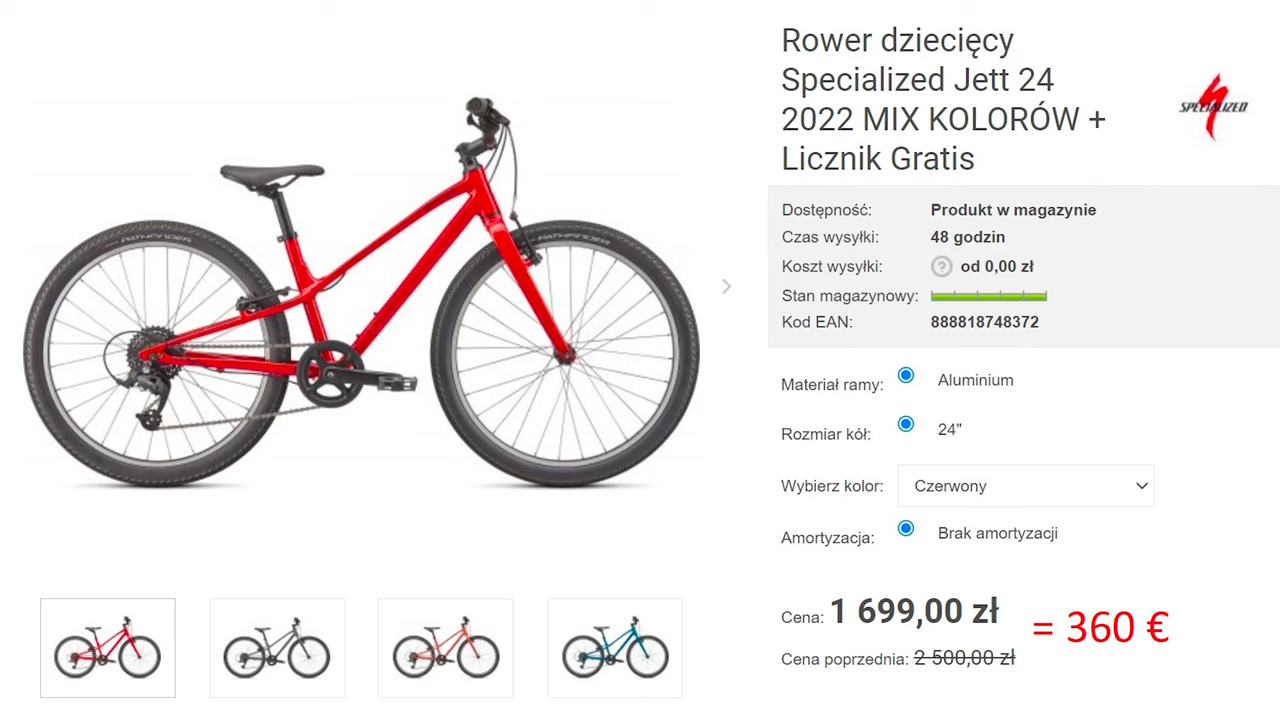 Rower dziecięcy
Specialized Jett 24
2022 MIX KOLORÓW +
Licznik Gratis
SPECIALIZED
Dostępność: Produkt w magazynie
Czas wysyłki: 48 godzin
Koszt wysyłki: ? od 0,00 zł
Stan magazynowy:
Kod EAN: 888818748372
Materiał ramy: Aluminium
Rozmiar kół: 24"
Wybierz kolor: Czerwony
Amortyzacja: Brak amortyzacji
Cena: 1 699,00 zł = 360 €
Cena poprzednia: 2 500,00 zł
PATHFINDER
PATHFINDER